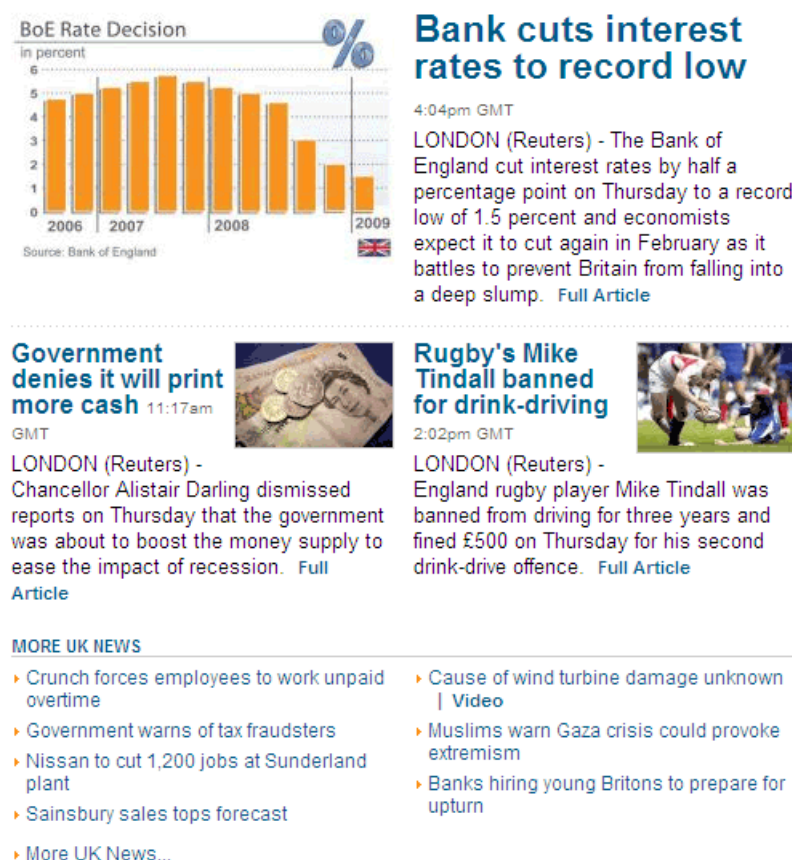 BoE Rate Decision
in percent
6
5
4
3
2
1
0
2006 2007 2008 2009
Source: Bank of England
Bank cuts interest
rates to record low
4:04pm GMT
LONDON (Reuters) - The Bank of
England cut interest rates by half a
percentage point on Thursday to a record
low of 1.5 percent and economists
expect it to cut again in February as it
battles to prevent Britain from falling into
a deep slump. Full Article
Government
denies it will print
more cash 11:17am
GMT
LONDON (Reuters) -
Chancellor Alistair Darling dismissed
reports on Thursday that the government
was about to boost the money supply to
ease the impact of recession. Full
Article
Rugby's Mike
Tindall banned
for drink-driving
2:02pm GMT
LONDON (Reuters) -
England rugby player Mike Tindall was
banned from driving for three years and
fined £500 on Thursday for his second
drink-drive offence. Full Article
MORE UK NEWS
Crunch forces employees to work unpaid
overtime
Government warns of tax fraudsters
Nissan to cut 1,200 jobs at Sunderland
plant
Sainsbury sales tops forecast
More UK News...
Cause of wind turbine damage unknown
| Video
Muslims warn Gaza crisis could provoke
extremism
Banks hiring young Britons to prepare for
upturn